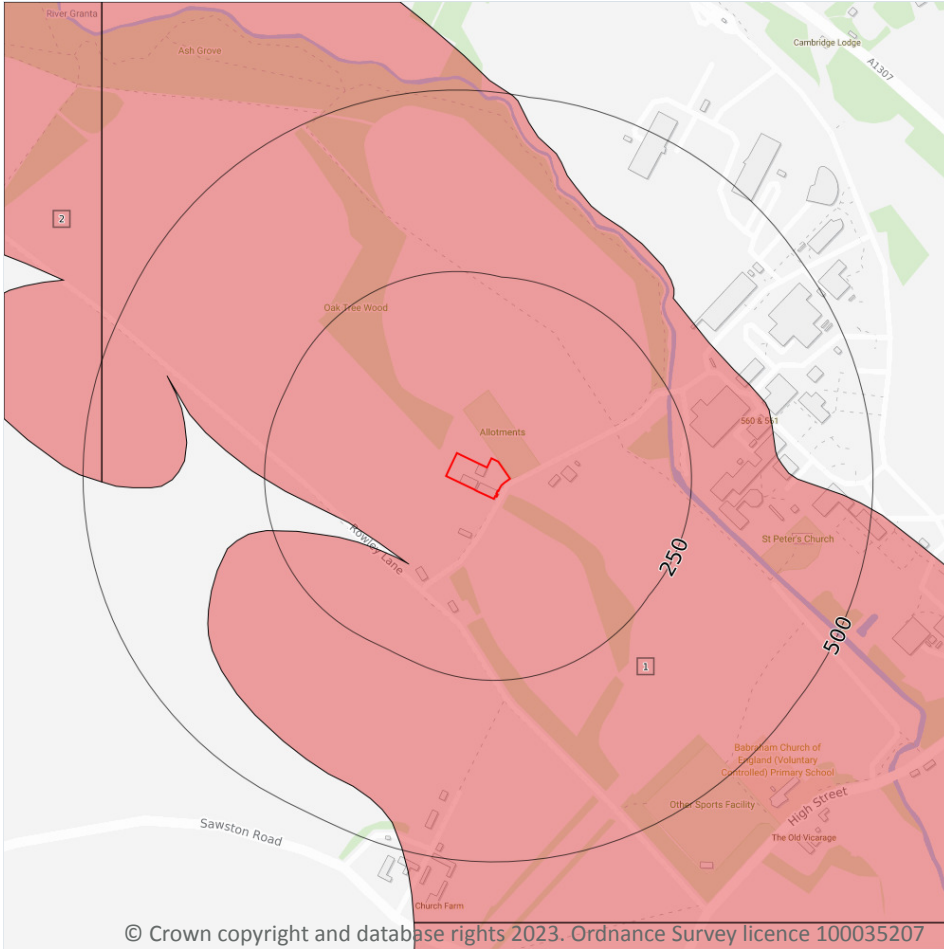 River Granta
Ash Grove
Cambridge Lodge
A1307
2
Oak Tree Wood
560 & 561
Allotments
St Peter's Church
Rowley Lane
250
500
1
Babraham Church of
England (Voluntary
Controlled) Primary School
Other Sports Facility
High Street
The Old Vicarage
Sawston Road
Church Farm
© Crown copyright and database rights 2023. Ordnance Survey licence 100035207